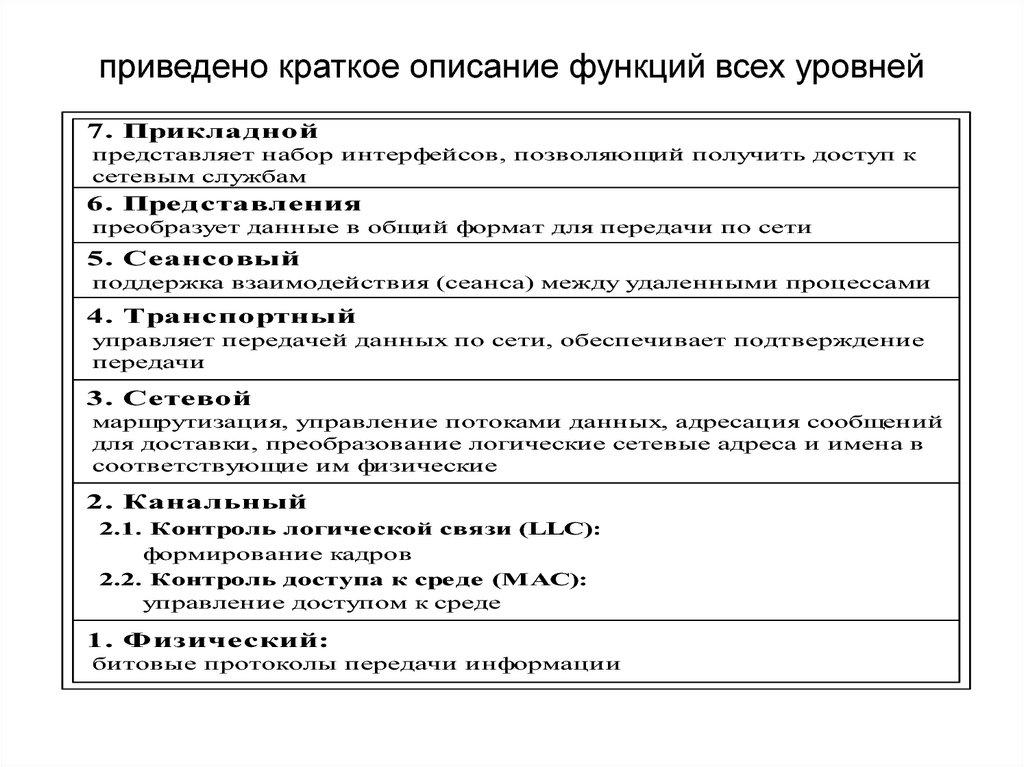 приведено краткое описание функций всех уровней
7. Прикладной
представляет набор интерфейсов, позволяющий получить доступ к
сетевым службам
6. Представления
преобразует данные в общий формат для передачи по сети
5. Сеансовый
поддержка взаимодействия (сеанса) между удаленными процессами
4. Транспортный
управляет передачей данных по сети, обеспечивает подтверждение
передачи
3. Сетевой
маршрутизация, управление потоками данных, адресация сообщений
для доставки, преобразование логические сетевые адреса и имена в
соответствующие им физические
2. Канальный
2.1. Контроль логической связи (LLC):
формирование кадров
2.2. Контроль доступа к среде (MAC):
управление доступом к среде
1. Физический:
битовые протоколы передачи информации